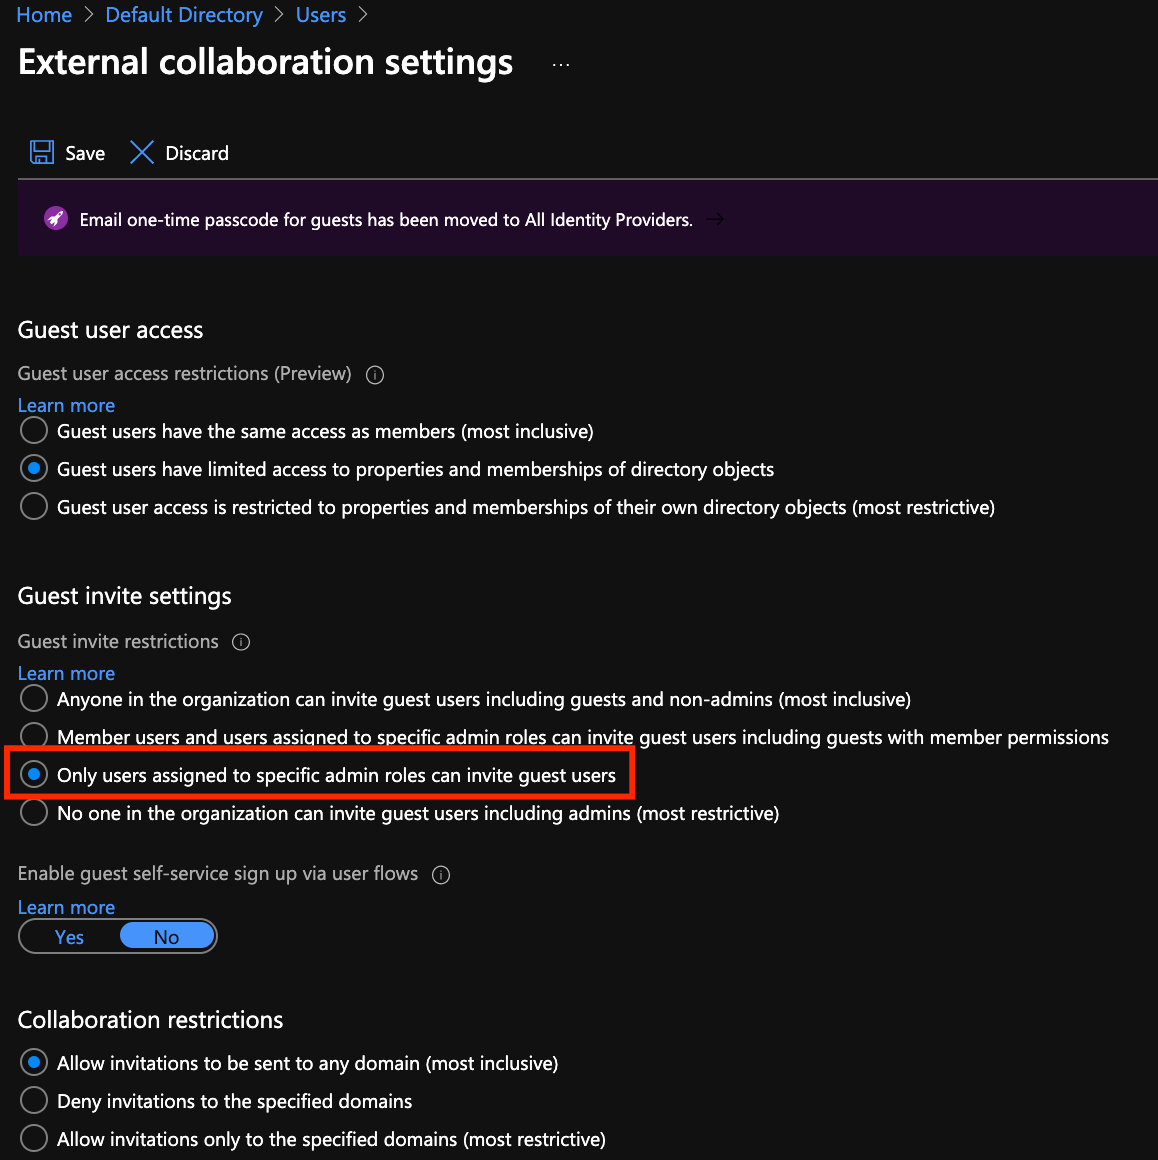 Home > Default Directory > Users >
External collaboration settings ...
Save Discard
Email one-time passcode for guests has been moved to All Identity Providers. →
Guest user access
Guest user access restrictions (Preview)
Learn more
Guest users have the same access as members (most inclusive)
Guest users have limited access to properties and memberships of directory objects
Guest user access is restricted to properties and memberships of their own directory objects (most restrictive)
Guest invite settings
Guest invite restrictions
Learn more
Anyone in the organization can invite guest users including guests and non-admins (most inclusive)
Member users and users assigned to specific admin roles can invite guest users including guests with member permissions
Only users assigned to specific admin roles can invite guest users
No one in the organization can invite guest users including admins (most restrictive)
Enable guest self-service sign up via user flows
Learn more
Yes No
Collaboration restrictions
Allow invitations to be sent to any domain (most inclusive)
Deny invitations to the specified domains
Allow invitations only to the specified domains (most restrictive)